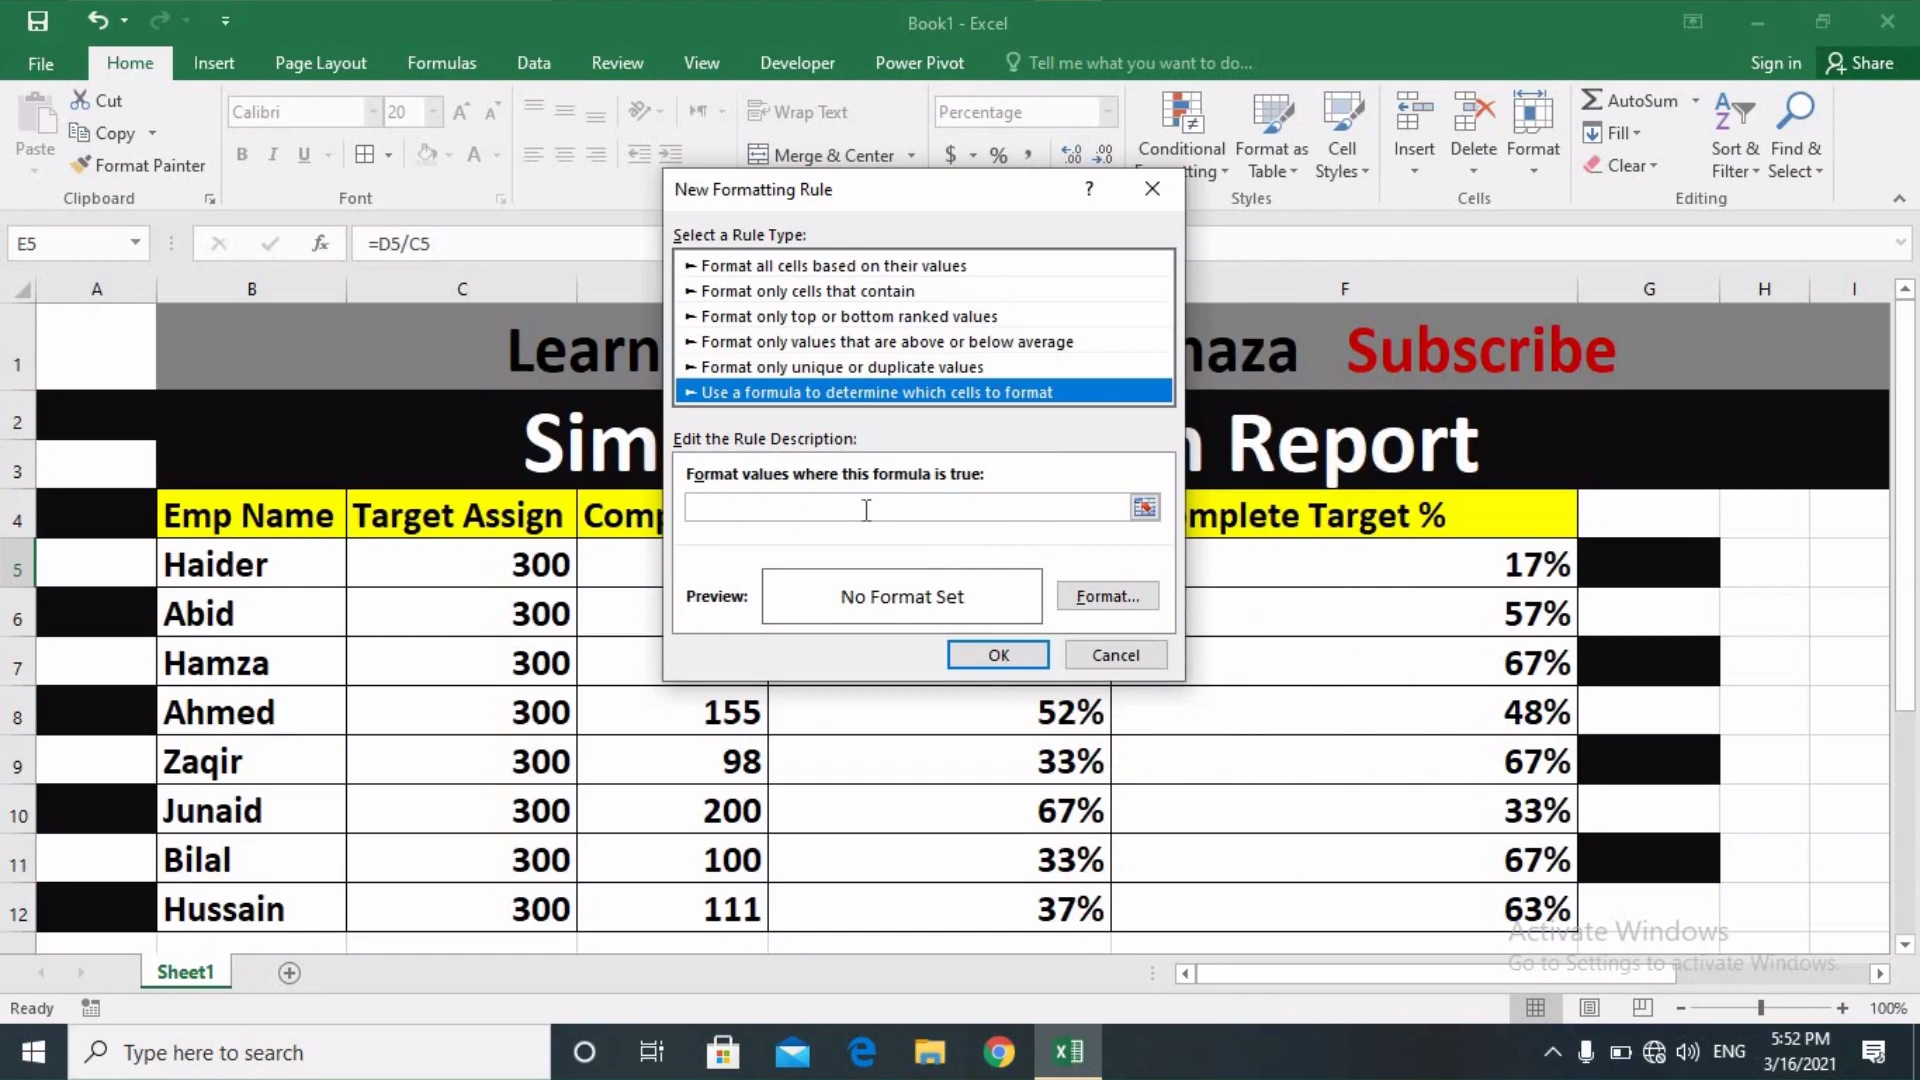 Book1 - Excel
File Home Insert Page Layout Formulas Data Review View Developer Power Pivot Tell me what you want to do... Sign in Share
Paste
Cut
Copy
Format Painter
Clipboard
Calibri 20
B I U
Font
Wrap Text
Merge & Center
Percentage
$ % ,
Conditional
Format as Table
Cell Styles
Styles
Insert
Delete
Format
Cells
AutoSum
Fill
Clear
Sort & Filter
Find & Select
Editing
E5 fx =D5/C5
New Formatting Rule ?
Select a Rule Type:
► Format all cells based on their values
► Format only cells that contain
► Format only top or bottom ranked values
► Format only values that are above or below average
► Format only unique or duplicate values
► Use a formula to determine which cells to format
Edit the Rule Description:
Format values where this formula is true:
Preview: No Format Set Format...
OK Cancel
A B C F G H I
1 Learn Subscribe
2 Report
3
4 Emp Name Target Assign mplete Target %
5 Haider 300 17%
6 Abid 300 57%
7 Hamza 300 67%
8 Ahmed 300 155 52% 48%
9 Zaqir 300 98 33% 67%
10 Junaid 300 200 67% 33%
11 Bilal 300 100 33% 67%
12 Hussain 300 111 37% 63%
Activate Windows
Go to Settings to activate Windows.
Sheet1
Ready 100%
Type here to search ENG 5:52 PM
3/16/2021